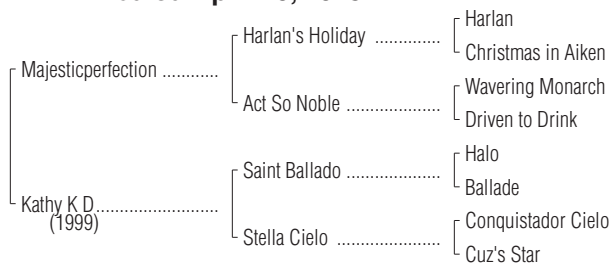 Harlan
Harlan's Holiday ..............
Christmas in Aiken
Majesticperfection ...........
Wavering Monarch
Act So Noble .....................
Driven to Drink
Halo
Saint Ballado .....................
Ballade
Kathy K D........................
(1999)
Conquistador Cielo
Stella Cielo .......................
Cuz's Star